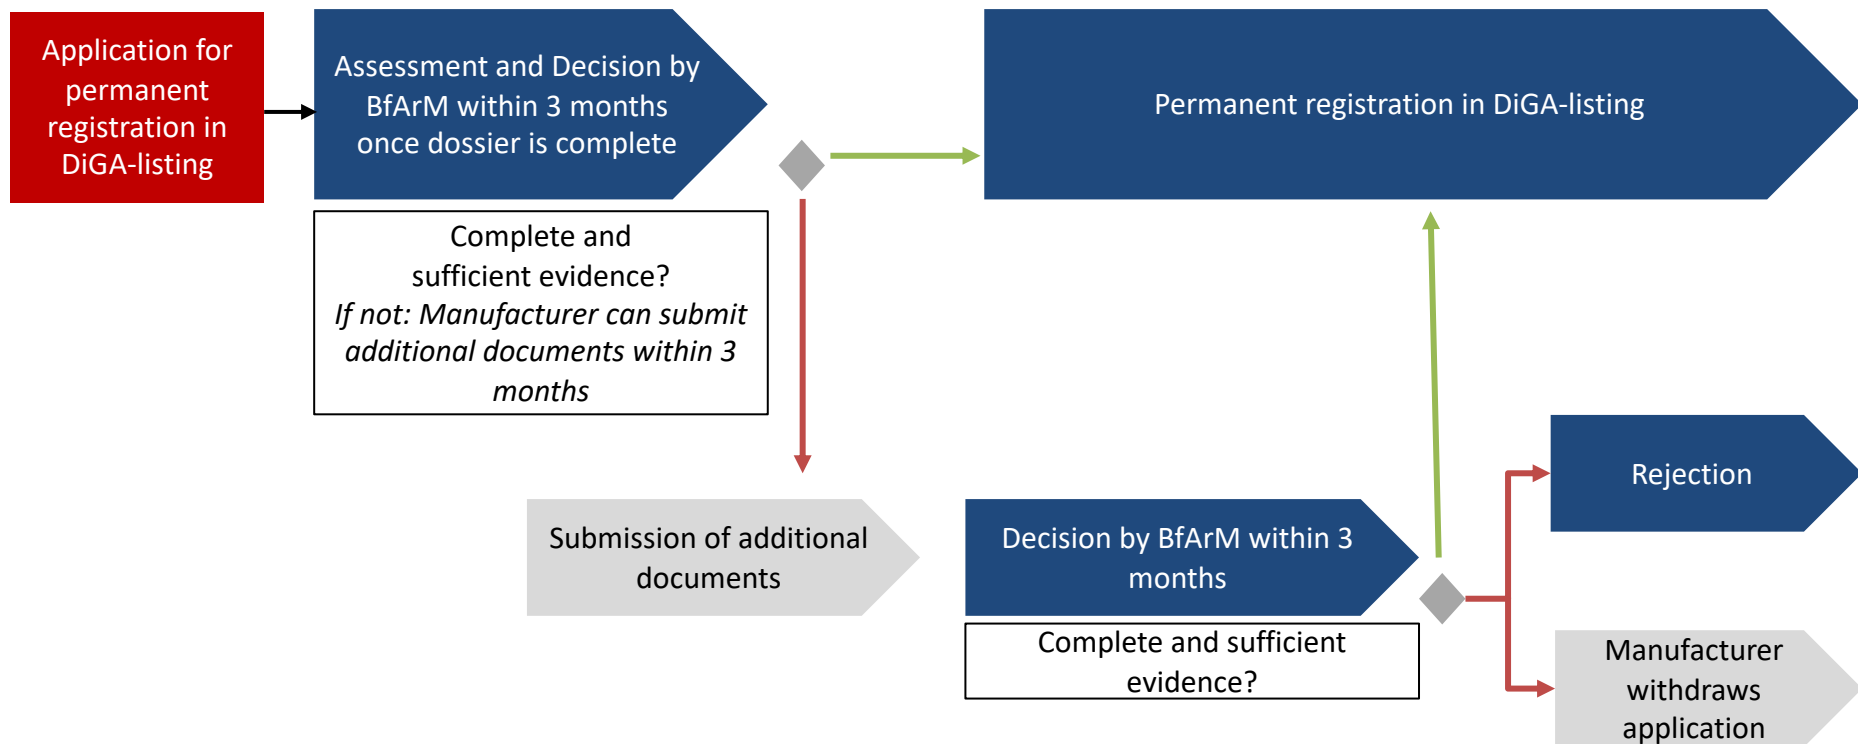 Application for
permanent
registration in
DiGA-listing
Assessment and Decision by
BfArM within 3 months
once dossier is complete
Permanent registration in DiGA-listing
Complete and
sufficient evidence?
If not: Manufacturer can submit
additional documents within 3
months
Submission of additional
documents
Decision by BfArM within 3
months
Complete and sufficient
evidence?
Rejection
Manufacturer
withdraws
application